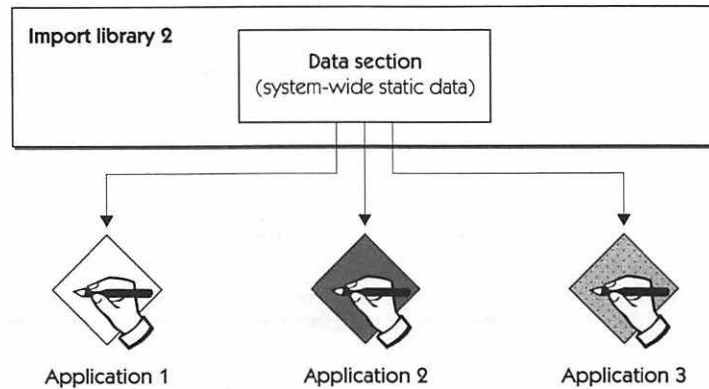 Import library 2
Data section
(system-wide static data)
Application 1
Application 2
Application 3